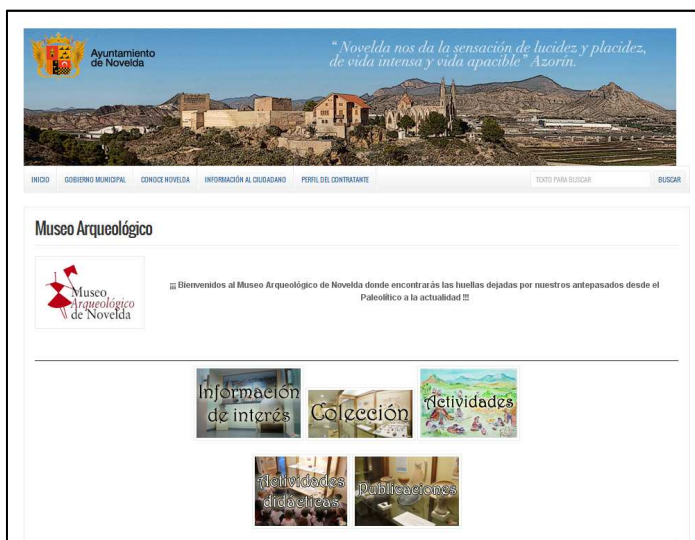 Ayuntamiento
de Novelda
“ Novelda nos da la sensación de lucidez y placidez,
de vida intensa y vida apacible” Azorín.
INICIO GOBIERNO MUNICIPAL CONOCE NOVELDA INFORMACIÓN AL CIUDADANO PERFIL DEL CONTRATANTE TEXTO PARA BUSCAR BUSCAR
Museo Arqueológico
Museo
Arqueológico
de Novelda
¡¡¡ Bienvenidos al Museo Arqueológico de Novelda donde encontrarás las huellas dejadas por nuestros antepasados desde el
Paleolítico a la actualidad !!!
Información
de interés
Colección
Actividades
Actividades
didácticas
Publicaciones